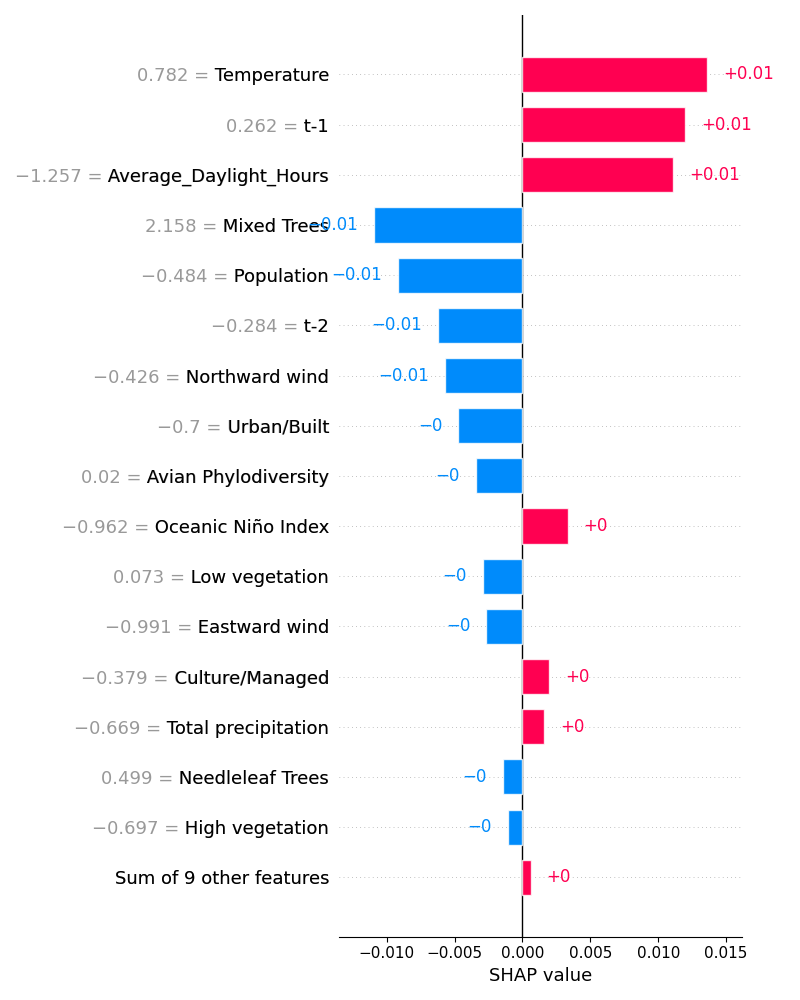 0.782 = Temperature +0.01
0.262 = t-1 +0.01
−1.257 = Average_Daylight_Hours +0.01
2.158 = Mixed Trees −0.01
−0.484 = Population −0.01
−0.284 = t-2 −0.01
−0.426 = Northward wind −0.01
−0.7 = Urban/Built −0
0.02 = Avian Phylodiversity −0
−0.962 = Oceanic Niño Index +0
0.073 = Low vegetation −0
−0.991 = Eastward wind −0
−0.379 = Culture/Managed +0
−0.669 = Total precipitation +0
0.499 = Needleleaf Trees −0
−0.697 = High vegetation −0
Sum of 9 other features +0
−0.010 −0.005 0.000 0.005 0.010 0.015
SHAP value